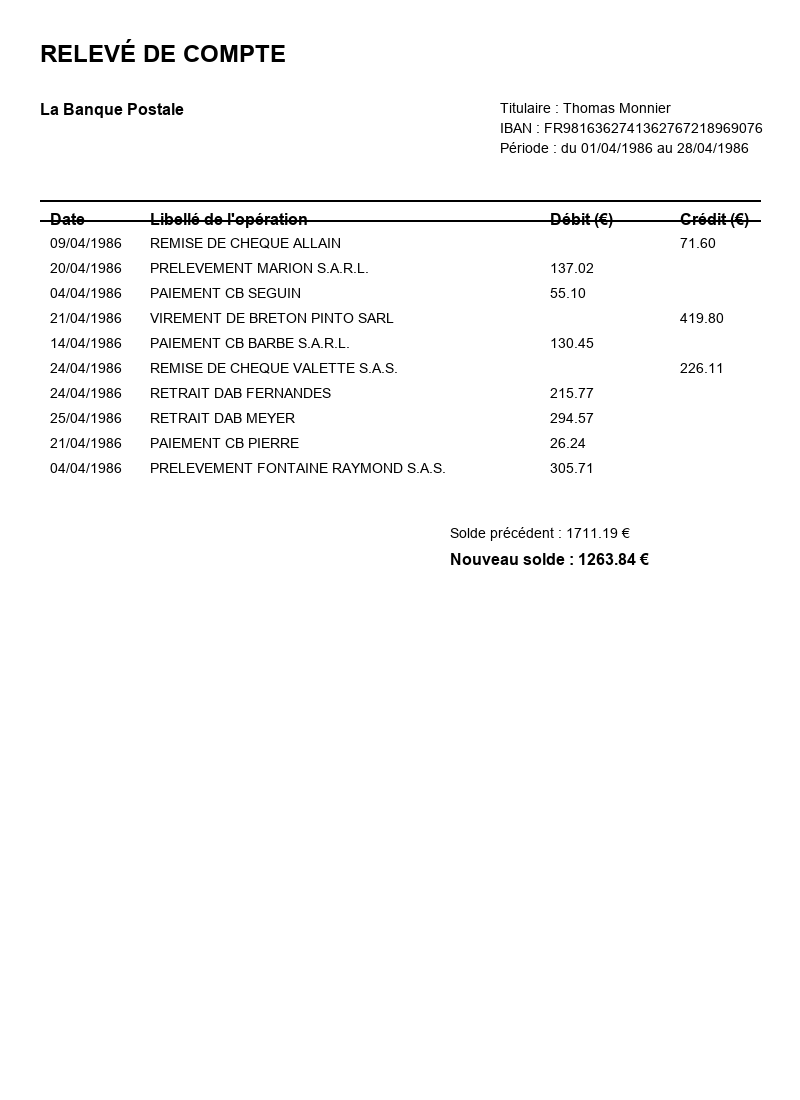 RELEVÉ DE COMPTE
La Banque Postale
Titulaire : Thomas Monnier
IBAN : FR9816362741362767218969076
Période : du 01/04/1986 au 28/04/1986
Date Libellé de l'opération Débit (€) Crédit (€)
09/04/1986 REMISE DE CHEQUE ALLAIN 71.60
20/04/1986 PRELEVEMENT MARION S.A.R.L. 137.02
04/04/1986 PAIEMENT CB SEGUIN 55.10
21/04/1986 VIREMENT DE BRETON PINTO SARL 419.80
14/04/1986 PAIEMENT CB BARBE S.A.R.L. 130.45
24/04/1986 REMISE DE CHEQUE VALETTE S.A.S. 226.11
24/04/1986 RETRAIT DAB FERNANDES 215.77
25/04/1986 RETRAIT DAB MEYER 294.57
21/04/1986 PAIEMENT CB PIERRE 26.24
04/04/1986 PRELEVEMENT FONTAINE RAYMOND S.A.S. 305.71
Solde précédent : 1711.19 €
Nouveau solde : 1263.84 €